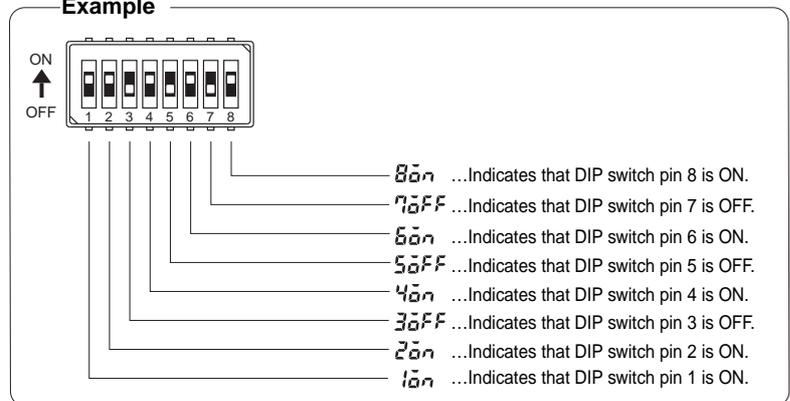 Example
ON
OFF
1 2 3 4 5 6 7 8
8on ...Indicates that DIP switch pin 8 is ON.
7oFF ...Indicates that DIP switch pin 7 is OFF.
6on ...Indicates that DIP switch pin 6 is ON.
5oFF ...Indicates that DIP switch pin 5 is OFF.
4on ...Indicates that DIP switch pin 4 is ON.
3oFF ...Indicates that DIP switch pin 3 is OFF.
2on ...Indicates that DIP switch pin 2 is ON.
1on ...Indicates that DIP switch pin 1 is ON.